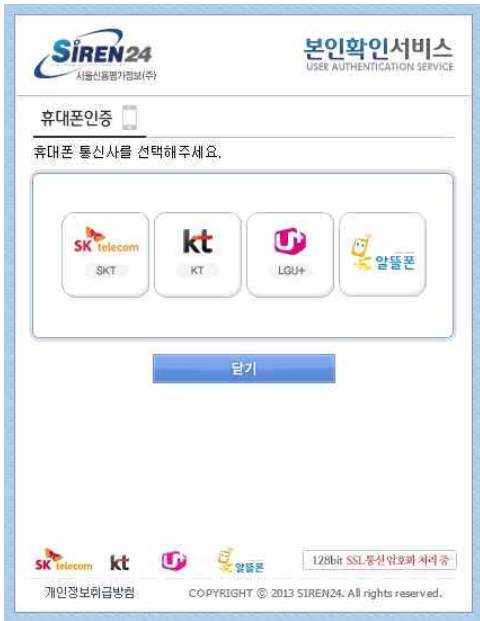 SIREN24
서울신용평가정보(주)
본인확인서비스
USER AUTHENTICATION SERVICE
휴대폰인증
휴대폰 통신사를 선택해주세요.
SK telecom kt U+ 알뜰폰
SKT KT LGU+
닫기
SK telecom kt U+ 알뜰폰 128bit SSL통신 암호화 처리 중
개인정보취급방침 COPYRIGHT ⓒ 2013 SIREN24. All rights reserved.